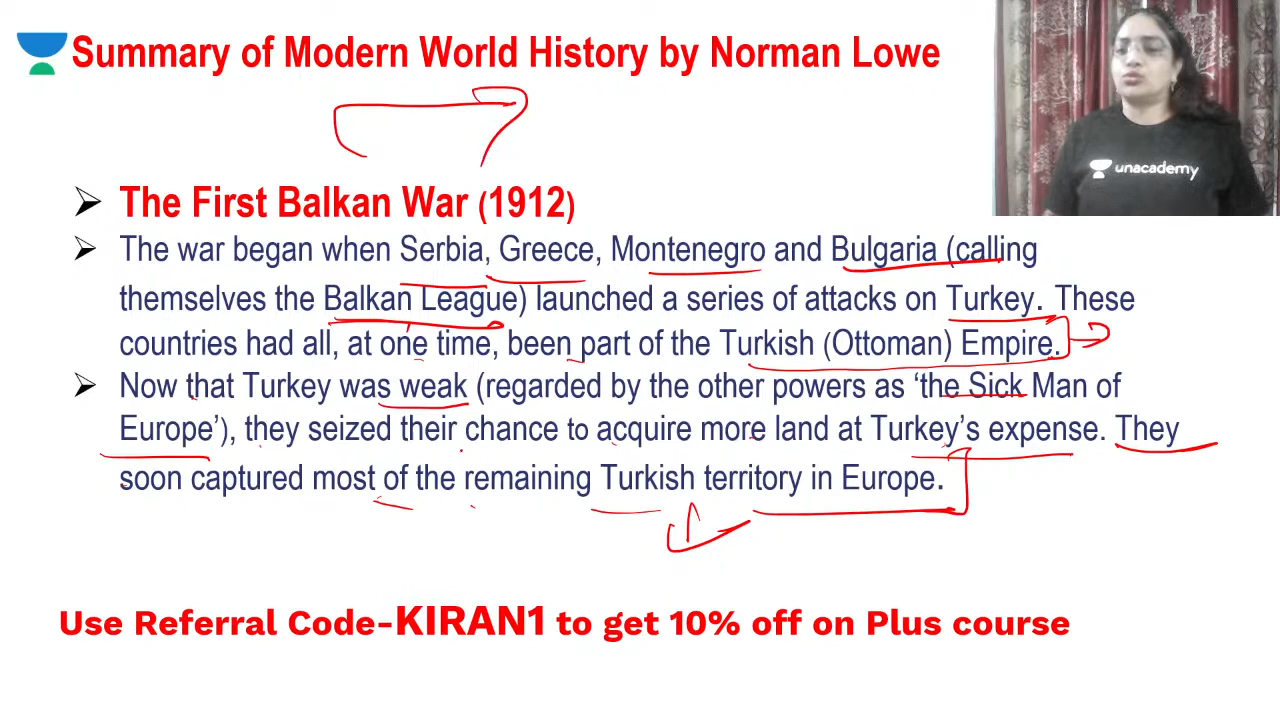 Summary of Modern World History by Norman Lowe
unacademy
The First Balkan War (1912)
The war began when Serbia, Greece, Montenegro and Bulgaria (calling
themselves the Balkan League) launched a series of attacks on Turkey. These
countries had all, at one time, been part of the Turkish (Ottoman) Empire.
Now that Turkey was weak (regarded by the other powers as ‘the Sick Man of
Europe’), they seized their chance to acquire more land at Turkey’s expense. They
soon captured most of the remaining Turkish territory in Europe.
Use Referral Code-KIRAN1 to get 10% off on Plus course